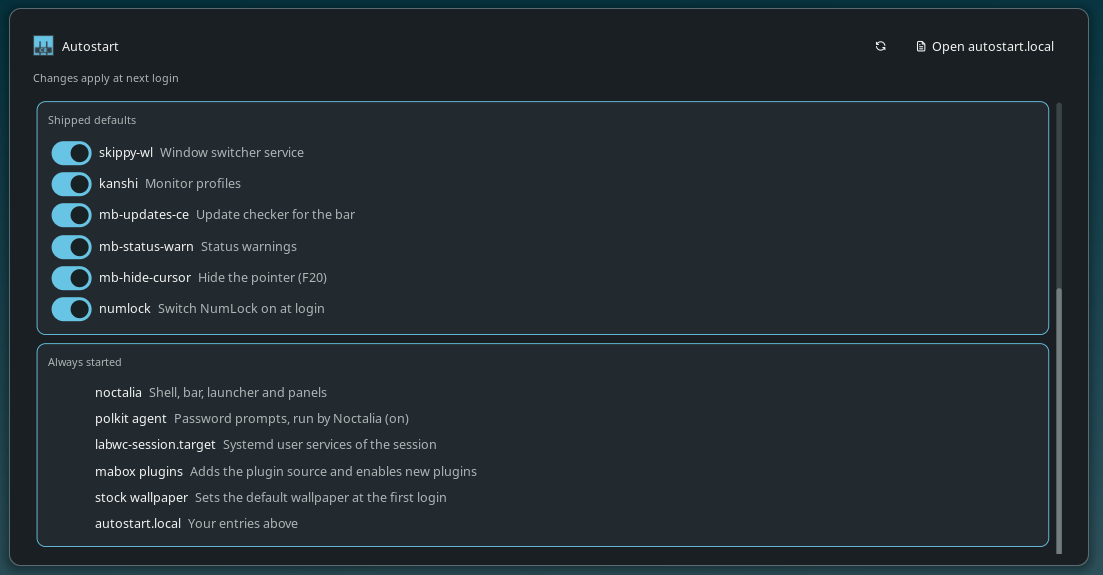 Autostart
Open autostart.local
Changes apply at next login
Shipped defaults
skippy-wl Window switcher service
kanshi Monitor profiles
mb-updates-ce Update checker for the bar
mb-status-warn Status warnings
mb-hide-cursor Hide the pointer (F20)
numlock Switch NumLock on at login
Always started
noctalia Shell, bar, launcher and panels
polkit agent Password prompts, run by Noctalia (on)
labwc-session.target Systemd user services of the session
mabox plugins Adds the plugin source and enables new plugins
stock wallpaper Sets the default wallpaper at the first login
autostart.local Your entries above